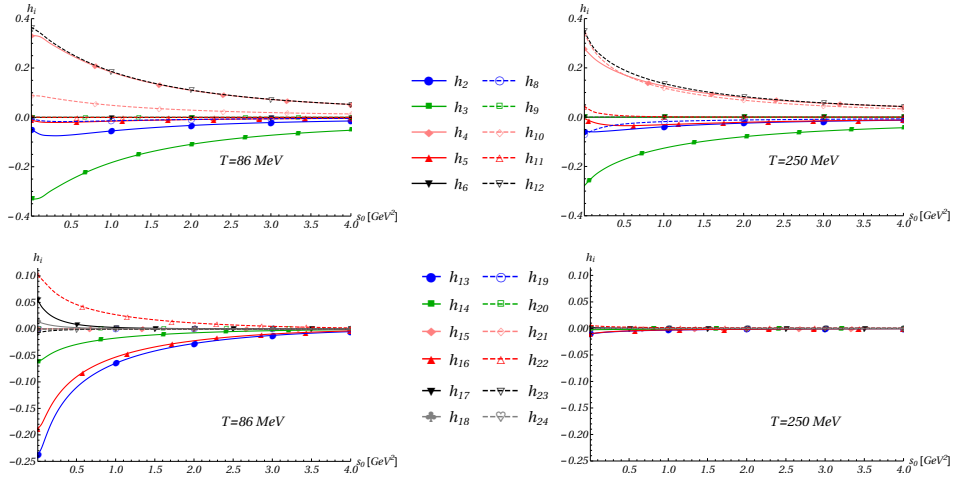 h_i
0.4
0.2
0.0
−0.2
−0.4
0.5 1.0 1.5 2.0 2.5 3.0 3.5 4.0
s_0 [GeV^2]
T=86 MeV
h_2 h_8
h_3 h_9
h_4 h_10
h_5 h_11
h_6 h_12
h_i
0.4
0.2
0.0
−0.2
−0.4
0.5 1.0 1.5 2.0 2.5 3.0 3.5 4.0
s_0 [GeV^2]
T=250 MeV
h_i
0.10
0.05
0.00
−0.05
−0.10
−0.15
−0.20
−0.25
0.5 1.0 1.5 2.0 2.5 3.0 3.5 4.0
s_0 [GeV^2]
T=86 MeV
h_13 h_19
h_14 h_20
h_15 h_21
h_16 h_22
h_17 h_23
h_18 h_24
h_i
0.10
0.05
0.00
−0.05
−0.10
−0.15
−0.20
−0.25
0.5 1.0 1.5 2.0 2.5 3.0 3.5 4.0
s_0 [GeV^2]
T=250 MeV